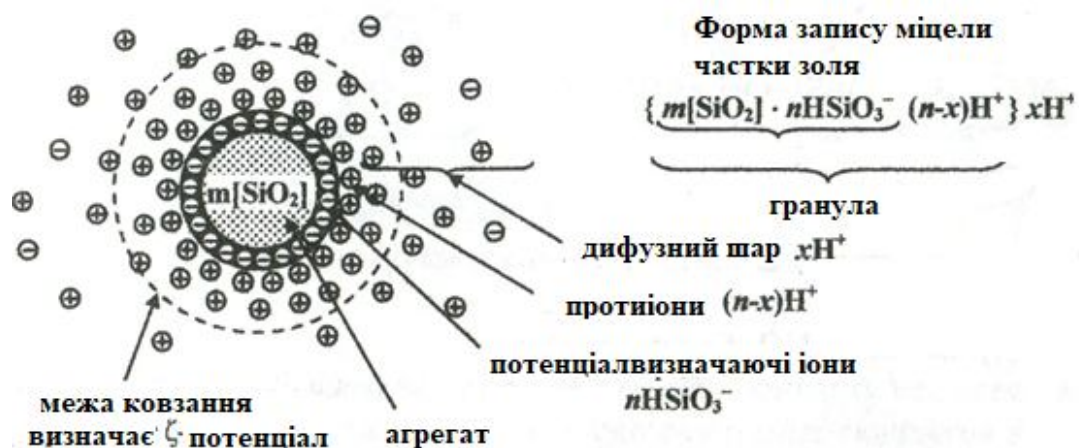 Форма запису міцели
частки золя
{ m[SiO₂] · nHSiO₃⁻ (n-x)H⁺ } xH⁺
гранула
m[SiO₂]
дифузний шар xH⁺
протиіони (n-x)H⁺
потенціалвизначаючі іони
nHSiO₃⁻
межа ковзання
визначає ζ- потенціал
агрегат